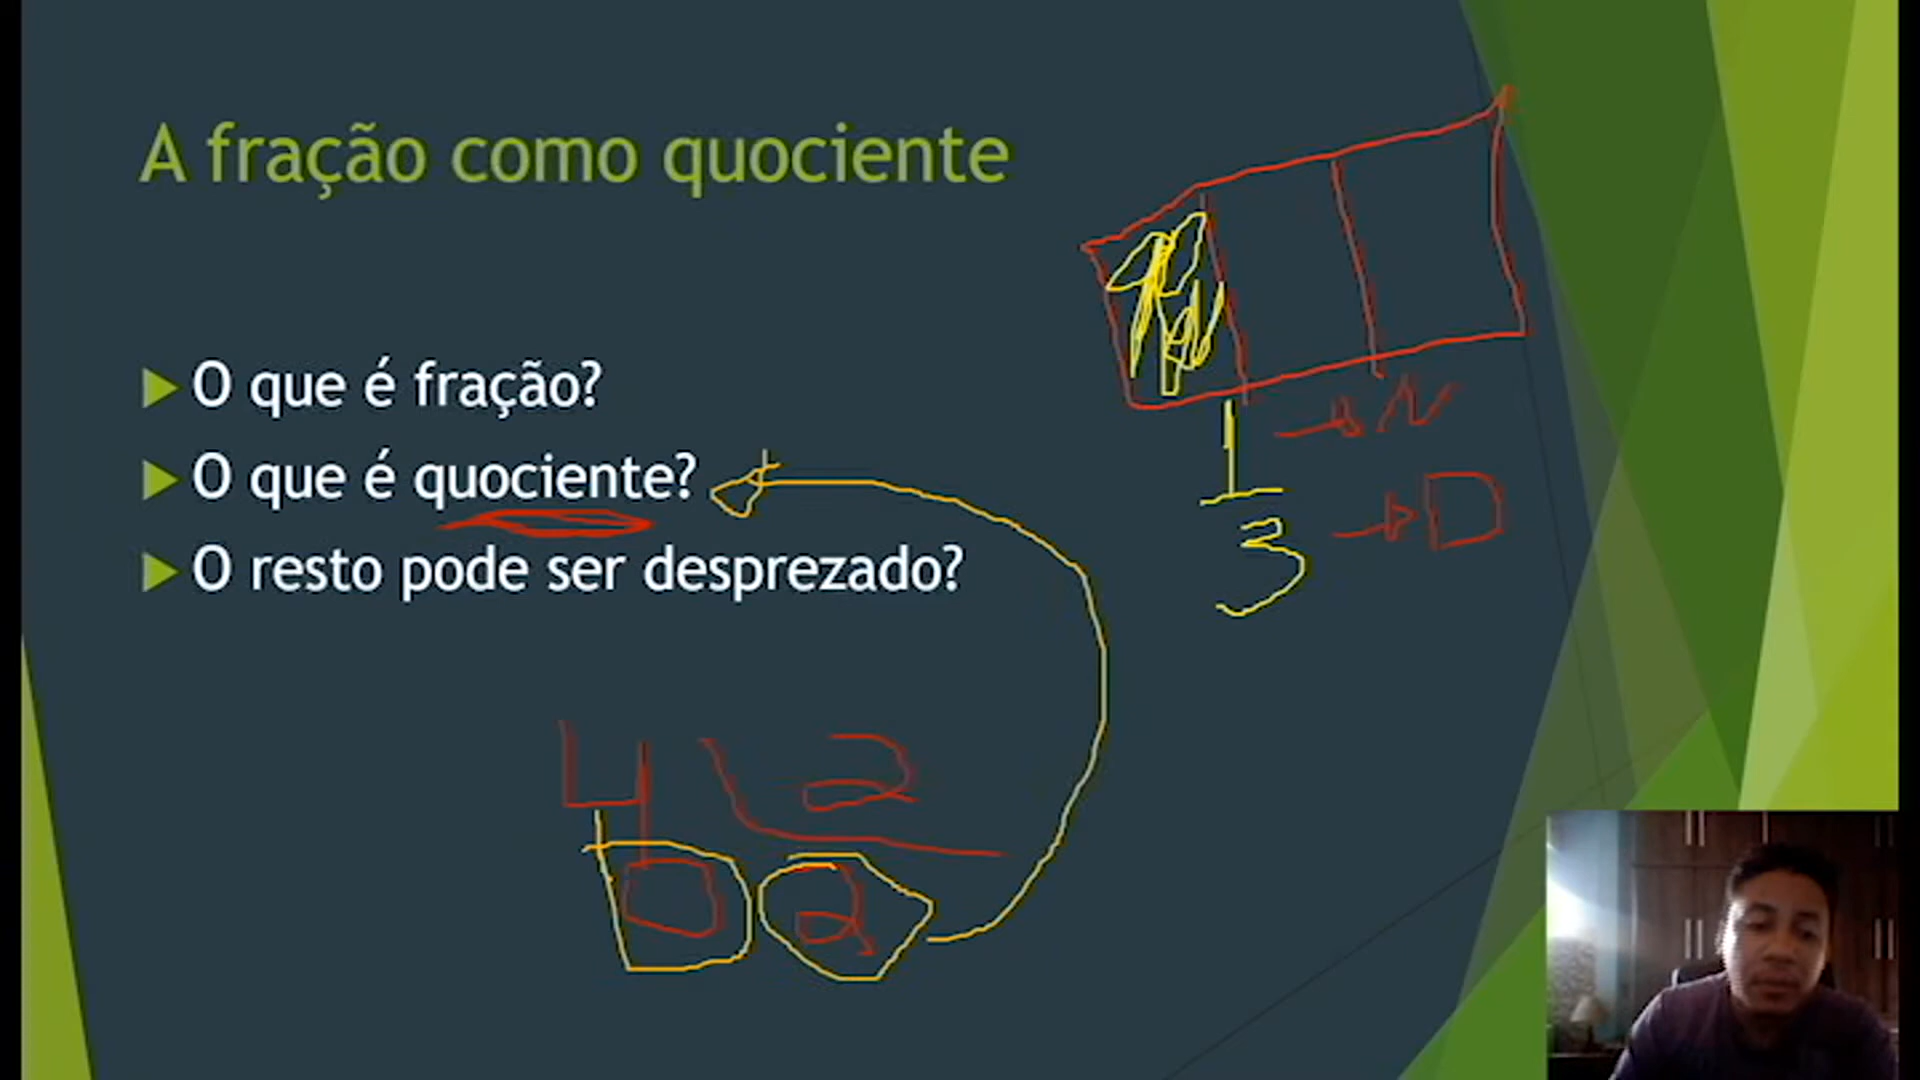 A fração como quociente
O que é fração?
O que é quociente?
O resto pode ser desprezado?
1 → N
3 → D
4 2
0 2